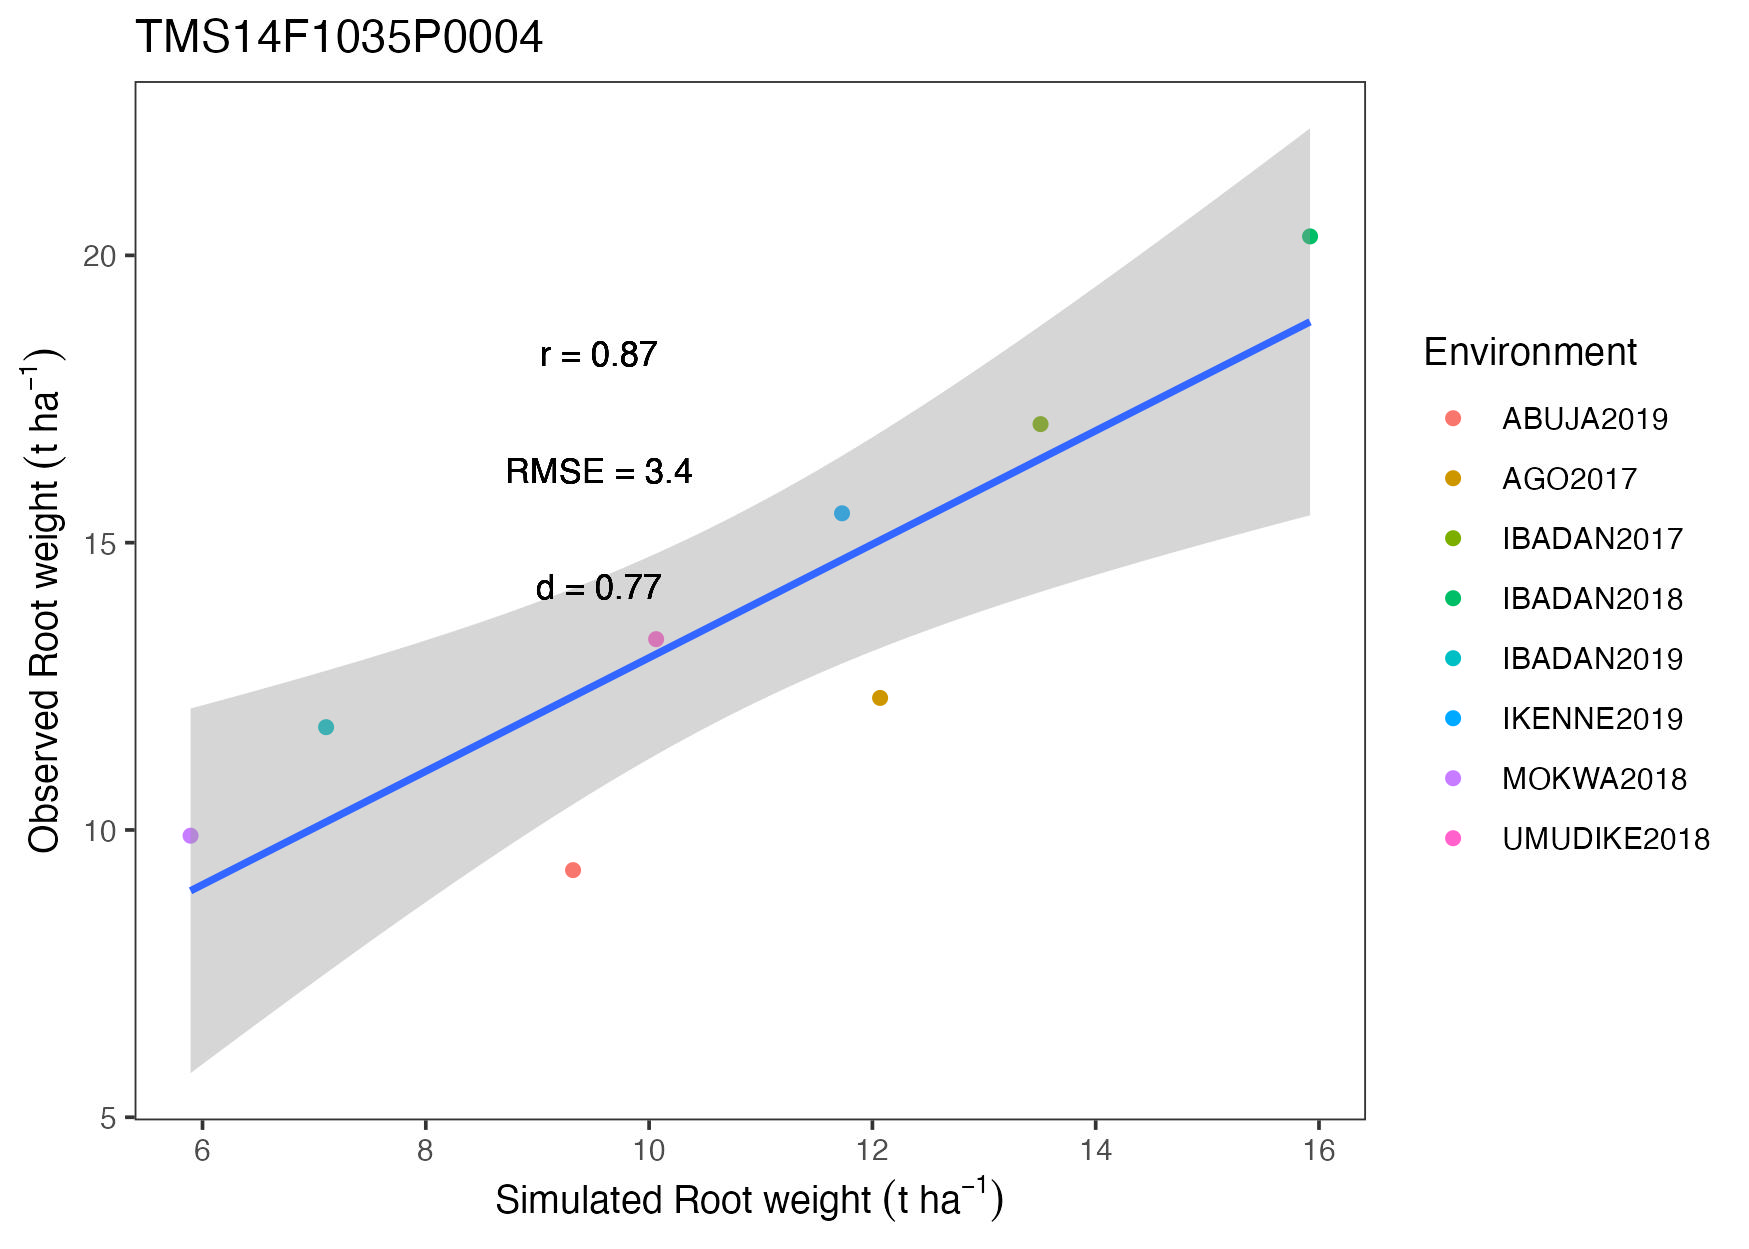 TMS14F1035P0004
Observed Root weight (t ha⁻¹)
20
15
10
5
r = 0.87
RMSE = 3.4
d = 0.77
6 8 10 12 14 16
Simulated Root weight (t ha⁻¹)
Environment
ABUJA2019
AGO2017
IBADAN2017
IBADAN2018
IBADAN2019
IKENNE2019
MOKWA2018
UMUDIKE2018